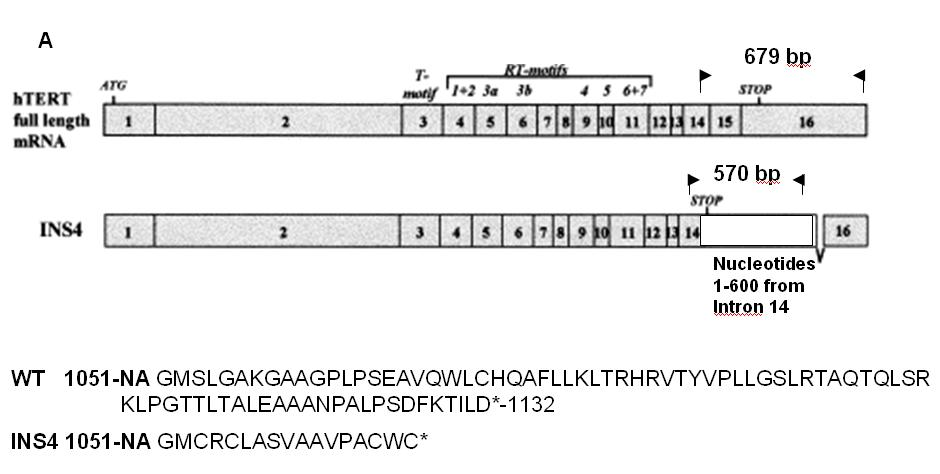 A
679 bp
ATG
T-motif
RT-motifs
1+2 3a 3b 4 5 6+7
STOP
hTERT
full length
mRNA
1 2 3 4 5 6 7 8 9 10 11 12 13 14 15 16
570 bp
STOP
INS4
1 2 3 4 5 6 7 8 9 10 11 12 13 14 16
Nucleotides
1-600 from
Intron 14
WT 1051-NA GMSLGAKGAAGPLPSEAVQWLCHQAFLLKLTRHRVTYVPLLGSLRTAQTQLSR
KLPGTTLTALEAAANPALPSDFKTILD*-1132
INS4 1051-NA GMCRCLASVAAVPACWC*